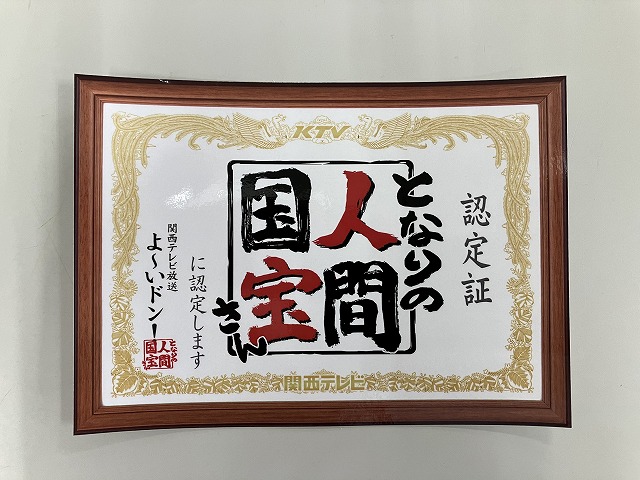 KTV
認定証
となりの
人間
国宝
さん
に認定します
関西テレビ放送
よ〜いドン!
となりの
人間
国宝
関西テレビ